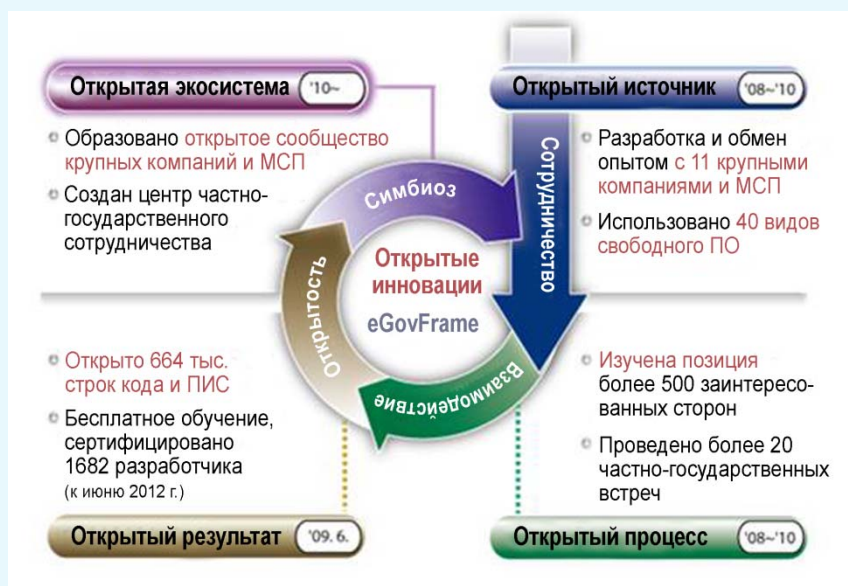 Открытая экосистема '10~
Образовано открытое сообщество
крупных компаний и МСП
Создан центр частно-
государственного
сотрудничества
Открытый источник '08~'10
Разработка и обмен
опытом с 11 крупными
компаниями и МСП
Использовано 40 видов
свободного ПО
Симбиоз
Сотрудничество
Открытость
Взаимодействие
Открытые
инновации
eGovFrame
Открыто 664 тыс.
строк кода и ПИС
Бесплатное обучение,
сертифицировано
1682 разработчика
(к июню 2012 г.)
Открытый результат '09. 6.
Изучена позиция
более 500 заинтересо-
ванных сторон
Проведено более 20
частно-государственных
встреч
Открытый процесс '08~'10